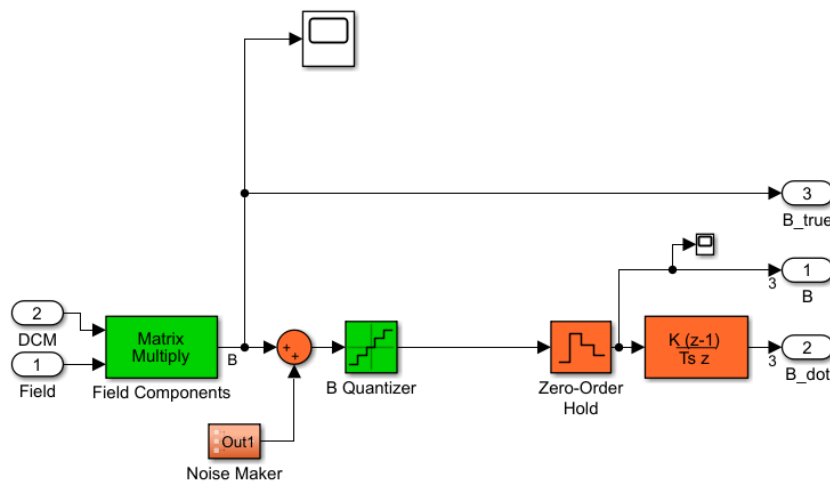 3
B_true
1
3
B
2
DCM
Matrix
Multiply
B
+
+
K (z-1)
Ts z
2
3
B_dot
1
Field
Field Components
B Quantizer
Zero-Order
Hold
Out1
Noise Maker